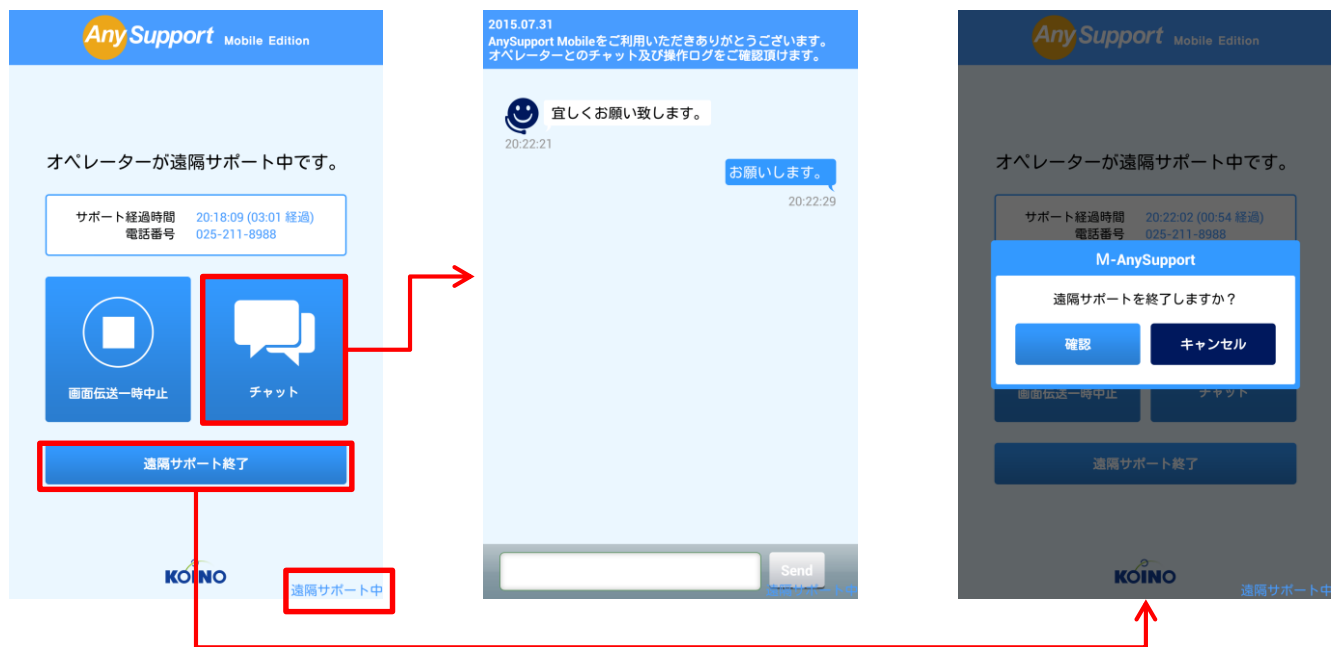 AnySupport Mobile Edition
オペレーターが遠隔サポート中です。
サポート経過時間 20:18:09 (03:01 経過)
電話番号 025-211-8988
画面伝送一時中止
チャット
遠隔サポート終了
KOINO
遠隔サポート中
2015.07.31
AnySupport Mobileをご利用いただきありがとうございます。
オペレーターとのチャット及び操作ログをご確認頂けます。
宜しくお願い致します。
20:22:21
お願いします。
20:22:29
Send
遠隔サポート中
AnySupport Mobile Edition
オペレーターが遠隔サポート中です。
サポート経過時間 20:22:02 (00:54 経過)
電話番号 025-211-8988
M-AnySupport
遠隔サポートを終了しますか？
確認
キャンセル
画面伝送一時中止
チャット
遠隔サポート終了
KOINO
遠隔サポート中